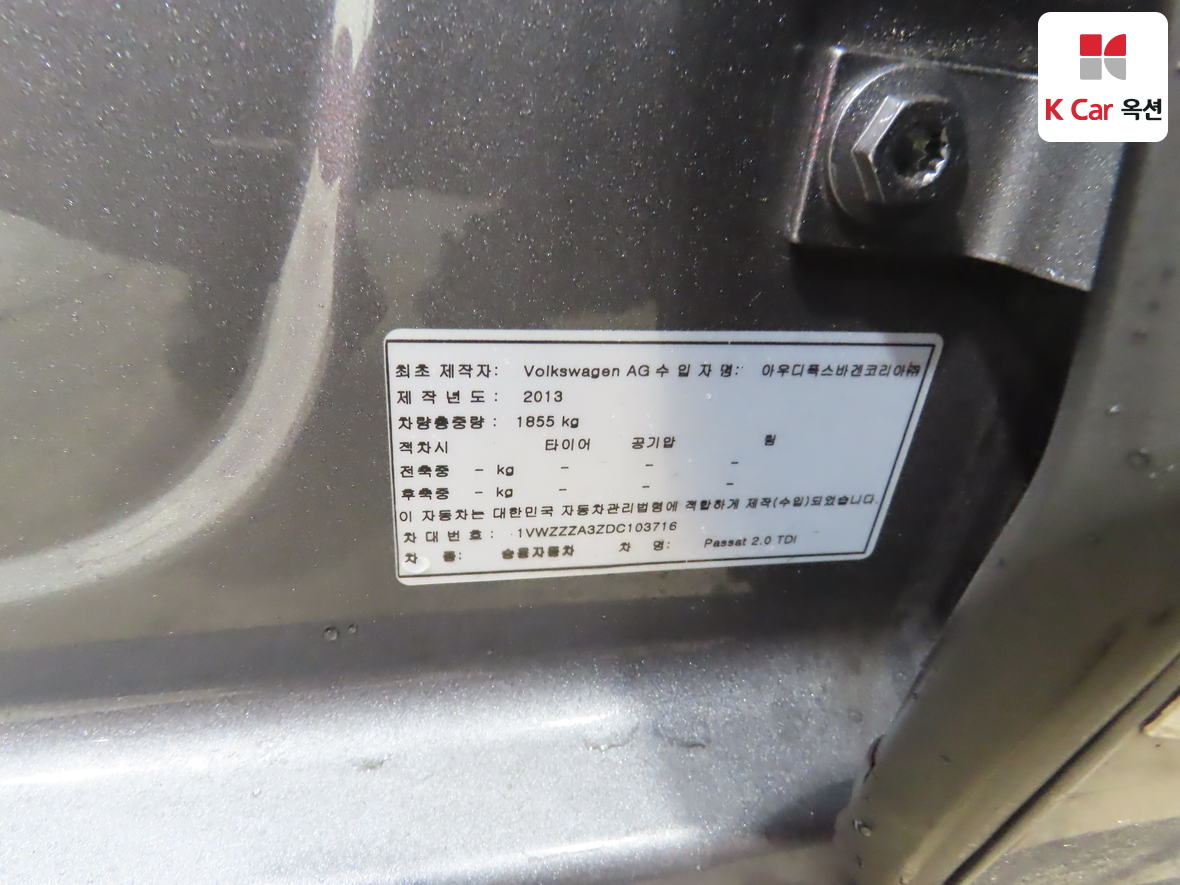 K Car 옥션
최초 제작자: Volkswagen AG 수 입 자 명: 아우디폭스바겐코리아㈜
제 작 년 도 : 2013
차량총중량 : 1855 kg
적차시 타이어 공기압 림
전축중 - kg - - -
후축중 - kg - - -
이 자동차는 대한민국 자동차관리법령에 적합하게 제작(수입)되었습니다.
차 대 번 호 : 1VWZZZA3ZDC103716
차 종: 승용자동차 차 명: Passat 2.0 TDI